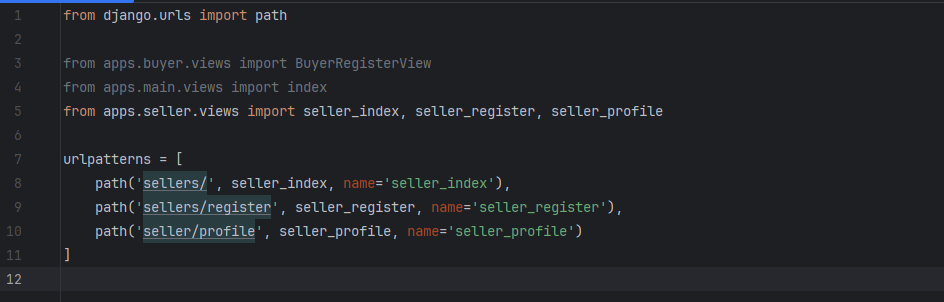 1 from django.urls import path
2
3 from apps.buyer.views import BuyerRegisterView
4 from apps.main.views import index
5 from apps.seller.views import seller_index, seller_register, seller_profile
6
7 urlpatterns = [
8     path('sellers/', seller_index, name='seller_index'),
9     path('sellers/register', seller_register, name='seller_register'),
10     path('seller/profile', seller_profile, name='seller_profile')
11 ]
12